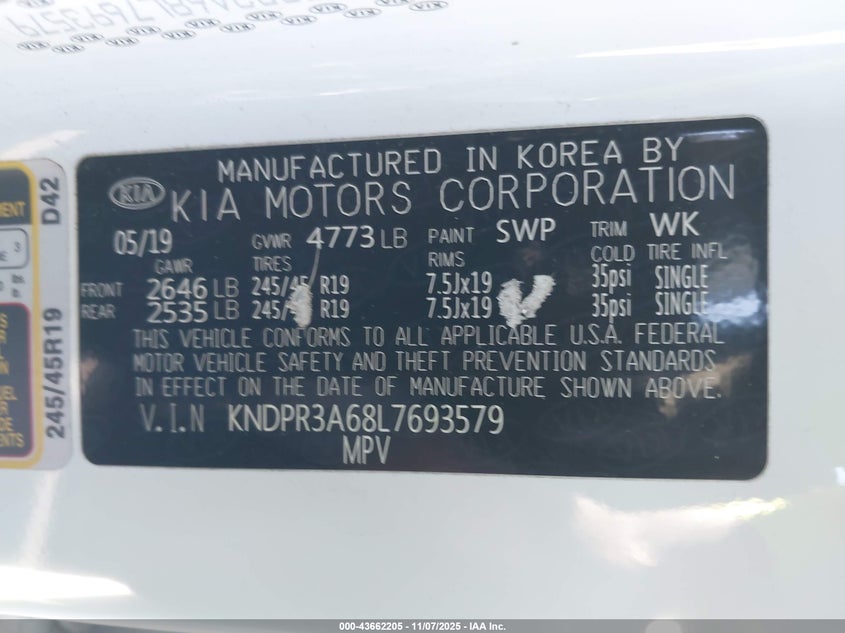 MANUFACTURED IN KOREA BY
KIA KIA MOTORS CORPORATION
05/19 GVWR 4773 LB PAINT SWP TRIM WK
GAWR TIRES RIMS COLD TIRE INFL
FRONT 2646 LB 245/45 R19 7.5Jx19 35psi SINGLE
REAR 2535 LB 245/ R19 7.5Jx19 35psi SINGLE
THIS VEHICLE CONFORMS TO ALL APPLICABLE U.S.A. FEDERAL
MOTOR VEHICLE SAFETY AND THEFT PREVENTION STANDARDS
IN EFFECT ON THE DATE OF MANUFACTURE SHOWN ABOVE.
V.I.N KNDPR3A68L7693579
MPV
D42
245/45R19
000-43662205 - 11/07/2025 - IAA Inc.